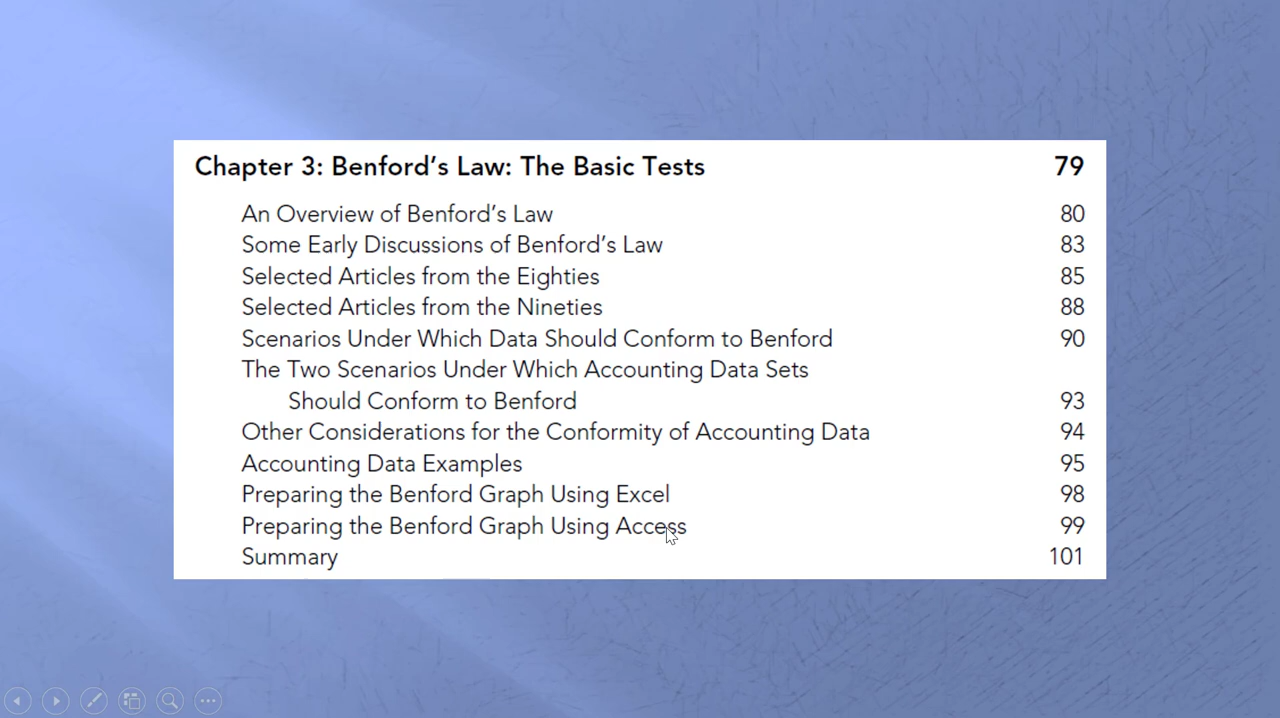 Chapter 3: Benford’s Law: The Basic Tests 79
An Overview of Benford’s Law 80
Some Early Discussions of Benford’s Law 83
Selected Articles from the Eighties 85
Selected Articles from the Nineties 88
Scenarios Under Which Data Should Conform to Benford 90
The Two Scenarios Under Which Accounting Data Sets
Should Conform to Benford 93
Other Considerations for the Conformity of Accounting Data 94
Accounting Data Examples 95
Preparing the Benford Graph Using Excel 98
Preparing the Benford Graph Using Access 99
Summary 101